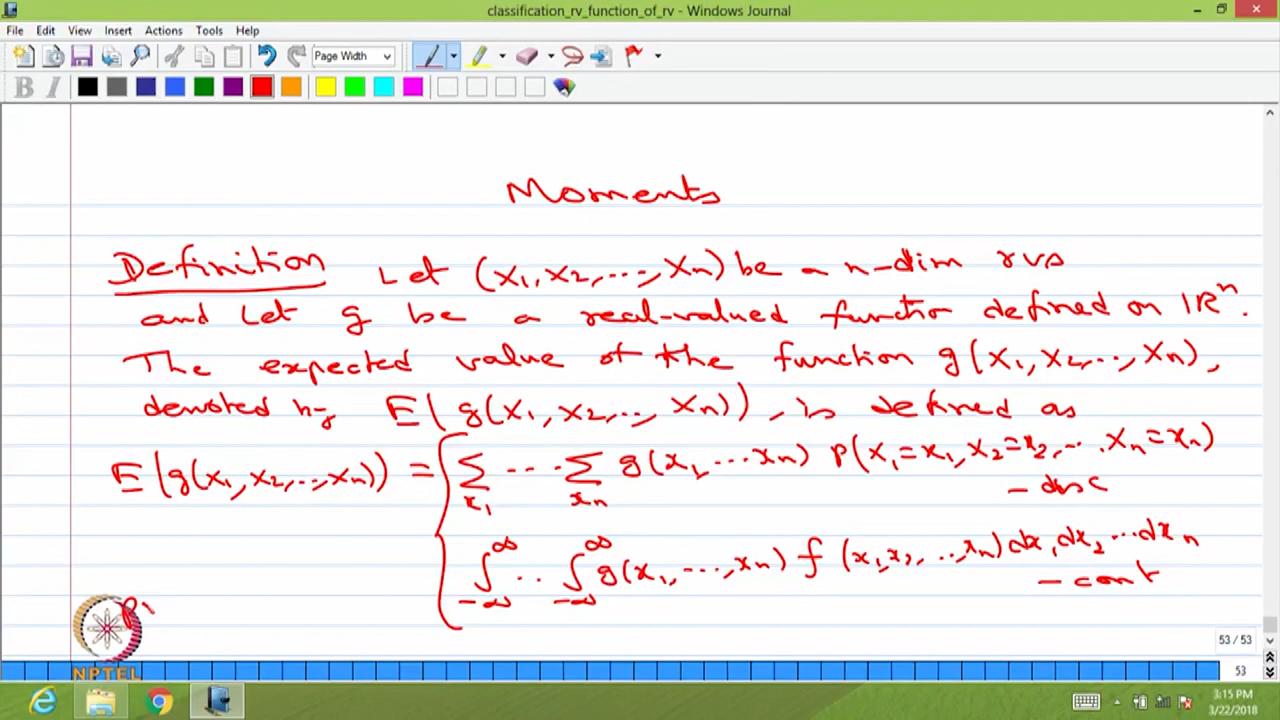 classification_rv_function_of_rv - Windows Journal
File Edit View Insert Actions Tools Help
Page Width
B I
Moments
Definition Let (X1, X2, ..., Xn) be a n-dim rvs
and Let g be a real-valued function defined on IR^n.
The expected value of the function g(X1, X2, .., Xn),
denoted by E(g(X1, X2, .., Xn)), is defined as
E(g(X1, X2, .., Xn)) = { Σ_x1 ... Σ_xn g(x1, ... xn) P(X1=x1, X2=x2, ... Xn=xn)
- disc
∫_-∞^∞ .. ∫_-∞^∞ g(x1, ..., xn) f(x1, x2, .., xn) dx1 dx2 ... dxn
- cont
NPTEL
53 / 53
53
3:15 PM
3/22/2018